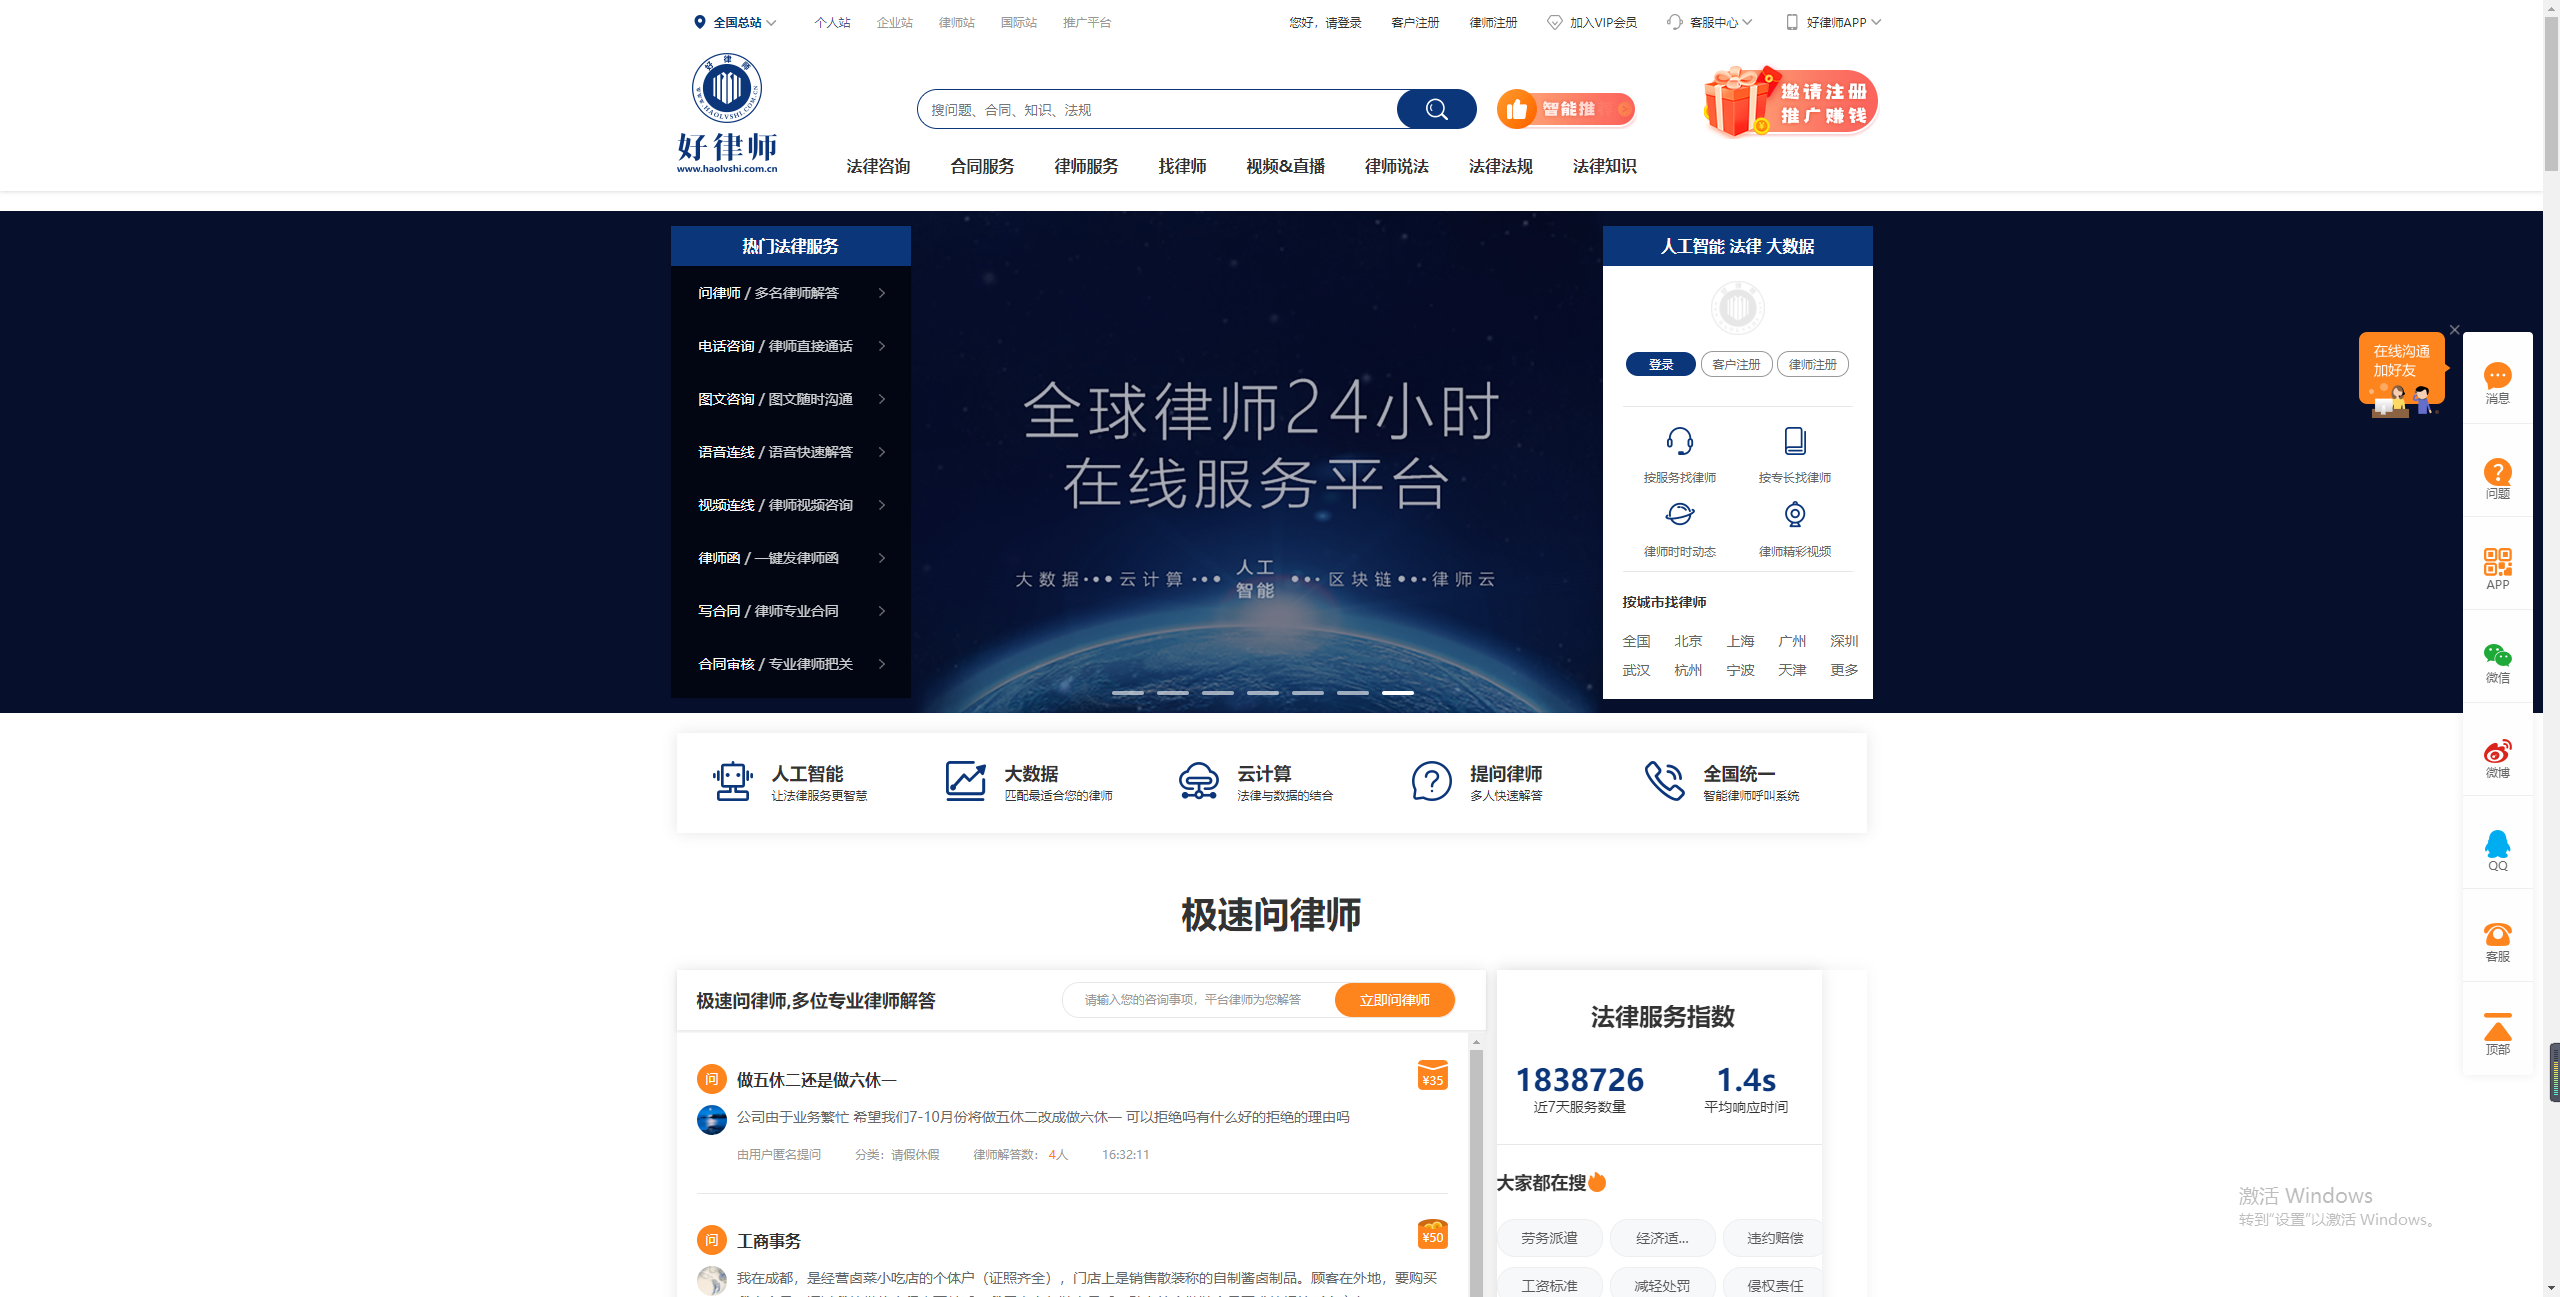 全国总站 个人站 企业站 律师站 国际站 推广平台 您好，请登录 客户注册 律师注册 加入VIP会员 客服中心 好律师APP
好律师
WWW.HAOLVSHI.COM.CN
好律师
www.haolvshi.com.cn
搜问题、合同、知识、法规
智能推
邀请注册
推广赚钱
法律咨询 合同服务 律师服务 找律师 视频&直播 律师说法 法律法规 法律知识
热门法律服务
问律师 / 多名律师解答
电话咨询 / 律师直接通话
图文咨询 / 图文随时沟通
语音连线 / 语音快速解答
视频连线 / 律师视频咨询
律师函 / 一键发律师函
写合同 / 律师专业合同
合同审核 / 专业律师把关
全球律师24小时
在线服务平台
大数据•••云计算•••人工智能•••区块链•••律师云
人工智能 法律 大数据
登录 客户注册 律师注册
按服务找律师 按专长找律师
律师时时动态 律师精彩视频
按城市找律师
全国 北京 上海 广州 深圳
武汉 杭州 宁波 天津 更多
在线沟通
加好友
消息
问题
APP
微信
微博
QQ
客服
顶部
人工智能
让法律服务更智慧
大数据
匹配最适合您的律师
云计算
法律与数据的结合
提问律师
多人快速解答
全国统一
智能律师呼叫系统
极速问律师
极速问律师,多位专业律师解答
请输入您的咨询事项，平台律师为您解答 立即问律师
问 做五休二还是做六休一 ¥35
公司由于业务繁忙 希望我们7-10月份将做五休二改成做六休一 可以拒绝吗有什么好的拒绝的理由吗
由用户匿名提问 分类：请假休假 律师解答数： 4人 16:32:11
问 工商事务 ¥50
我在成都，是经营卤菜小吃店的个体户（证照齐全），门店上是销售散装称的自制酱卤制品。顾客在外地，要购买
法律服务指数
1838726 1.4s
近7天服务数量 平均响应时间
大家都在搜
劳务派遣 经济适... 违约赔偿
工资标准 减轻处罚 侵权责任
激活 Windows
转到"设置"以激活 Windows。